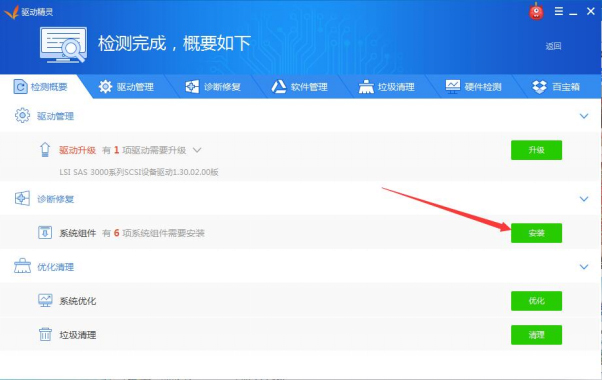 驱动精灵
检测完成，概要如下
返回
检测概要 驱动管理 诊断修复 软件管理 垃圾清理 硬件检测 百宝箱
驱动管理
驱动升级 有 1 项驱动需要升级 升级
LSI SAS 3000系列SCSI设备驱动1.30.02.00版
诊断修复
系统组件 有 6 项系统组件需要安装 安装
优化清理
系统优化 优化
垃圾清理 清理